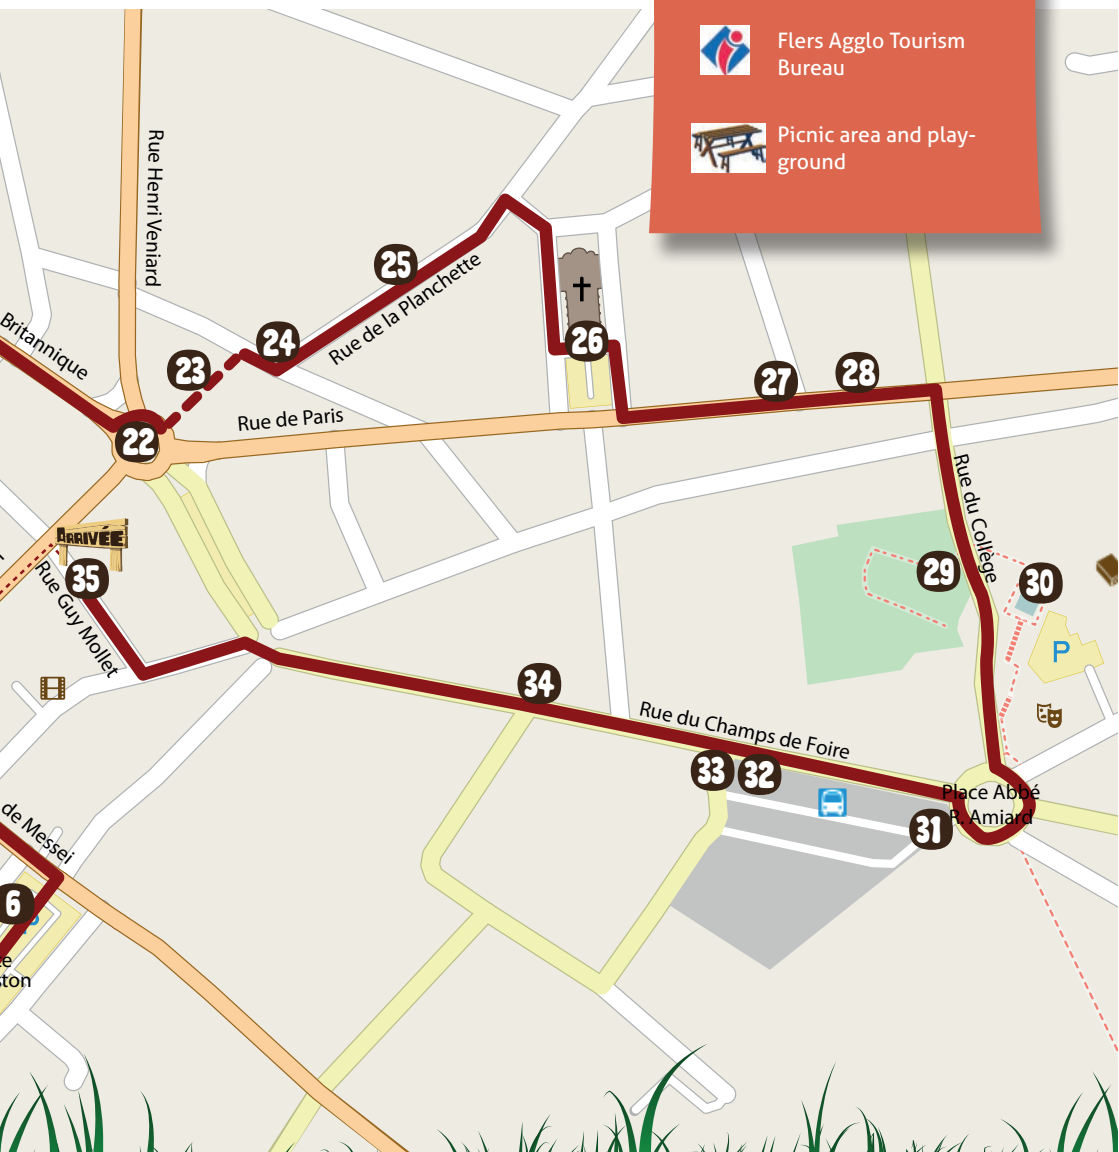 Flers Agglo Tourism
Bureau
Picnic area and play-
ground
Rue Henri Veniard
25
Rue de la Planchette
Britannique
24
23
26
27
28
Rue de Paris
22
Rue du Collège
ARRIVÉE
35
Rue Guy Mollet
29
30
P
34
Rue du Champs de Foire
33
32
Place Abbé
R. Amiard
31
de Messei
6
ston